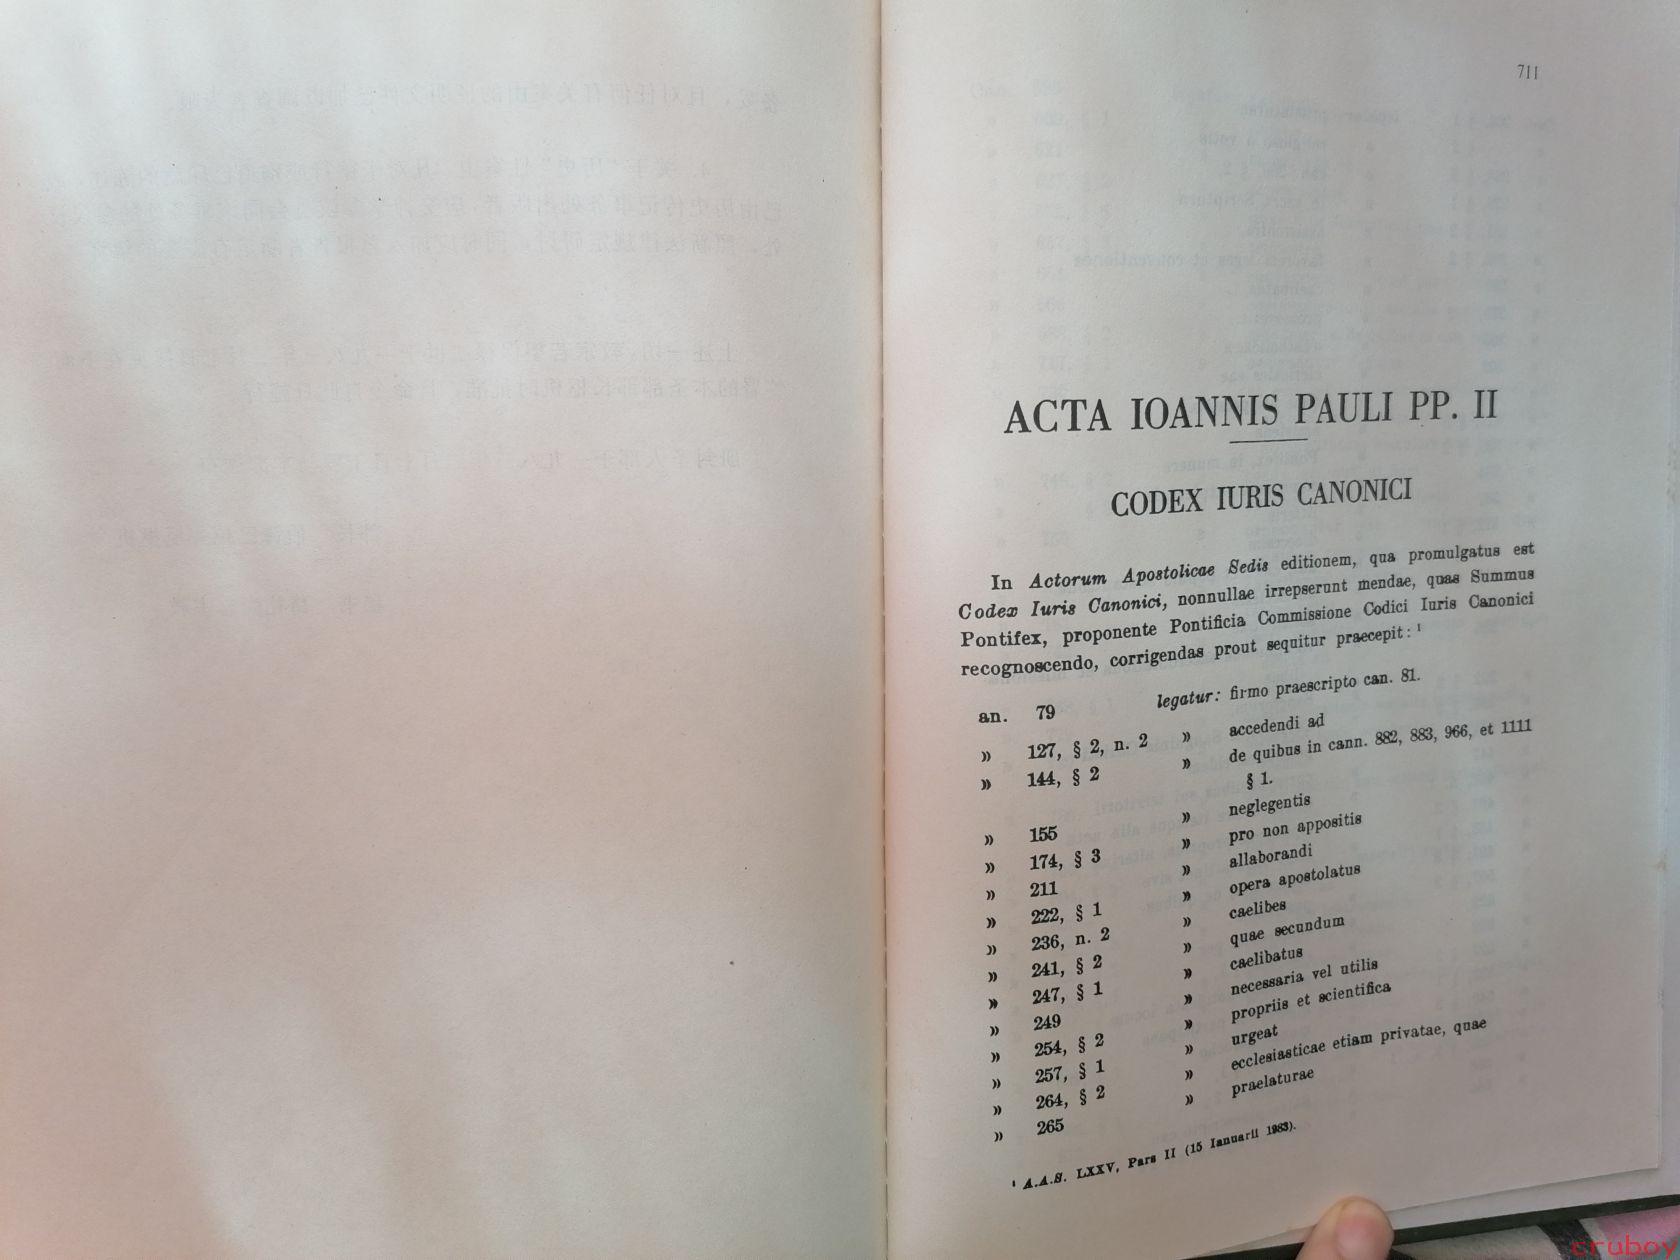 711
ACTA IOANNIS PAULI PP. II
CODEX IURIS CANONICI
In Actorum Apostolicae Sedis editionem, qua promulgatus est
Codex Iuris Canonici, nonnullae irrepserunt mendae, quas Summus
Pontifex, proponente Pontificia Commissione Codici Iuris Canonici
recognoscendo, corrigendas prout sequitur praecepit: ¹
an. 79 legatur: firmo praescripto can. 81.
» 127, § 2, n. 2 » accedendi ad
» 144, § 2 » de quibus in cann. 882, 883, 966, et 1111
§ 1.
» 155 » neglegentis
» 174, § 3 » pro non appositis
» 211 » allaborandi
» 222, § 1 » opera apostolatus
» 236, n. 2 » caelibes
» 241, § 2 » quae secundum
» 247, § 1 » caelibatus
» 249 » necessaria vel utilis
» 254, § 2 » propriis et scientifica
» 257, § 1 » urgeat
» 264, § 2 » ecclesiasticae etiam privatae, quae
» 265 » praelaturae
¹ A.A.S. LXXV, Pars II (15 Ianuarii 1983).
cruboy